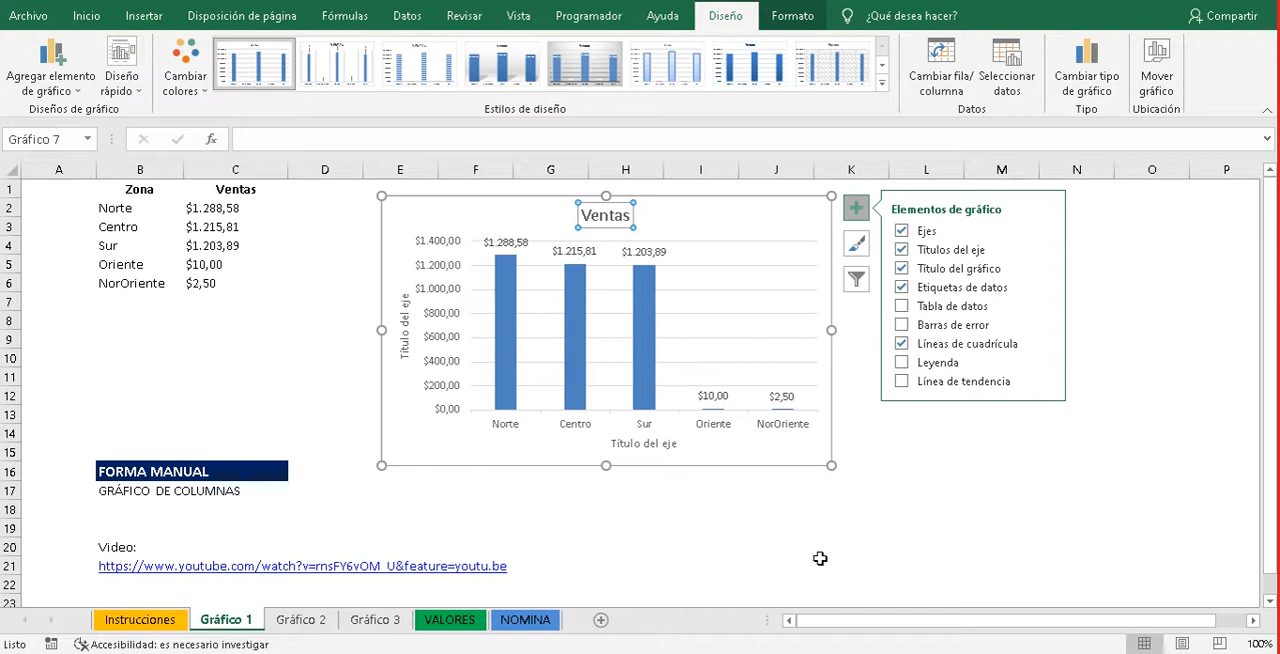 Archivo Inicio Insertar Disposición de página Fórmulas Datos Revisar Vista Programador Ayuda Diseño Formato ¿Qué desea hacer? Compartir
Agregar elemento de gráfico
Diseño rápido
Cambiar colores
Cambiar fila/ columna
Seleccionar datos
Cambiar tipo de gráfico
Mover gráfico
Diseños de gráfico Estilos de diseño Datos Tipo Ubicación
Gráfico 7 fx
A B C D E F G H I J K L M N O P
1 Zona Ventas
2 Norte $1.288,58
3 Centro $1.215,81
4 Sur $1.203,89
5 Oriente $10,00
6 NorOriente $2,50
7
8
9
10
11
12
13
14
15
16 FORMA MANUAL
17 GRÁFICO DE COLUMNAS
18
19
20 Video:
21 https://www.youtube.com/watch?v=rnsFY6vOM_U&feature=youtu.be
22
23
Ventas
$1.400,00
$1.200,00
$1.000,00
$800,00
$600,00
$400,00
$200,00
$0,00
Título del eje
$1.288,58 $1.215,81 $1.203,89 $10,00 $2,50
Norte Centro Sur Oriente NorOriente
Título del eje
Elementos de gráfico
Ejes
Títulos del eje
Título del gráfico
Etiquetas de datos
Tabla de datos
Barras de error
Líneas de cuadrícula
Leyenda
Línea de tendencia
Instrucciones Gráfico 1 Gráfico 2 Gráfico 3 VALORES NOMINA
Listo Accesibilidad: es necesario investigar 100%